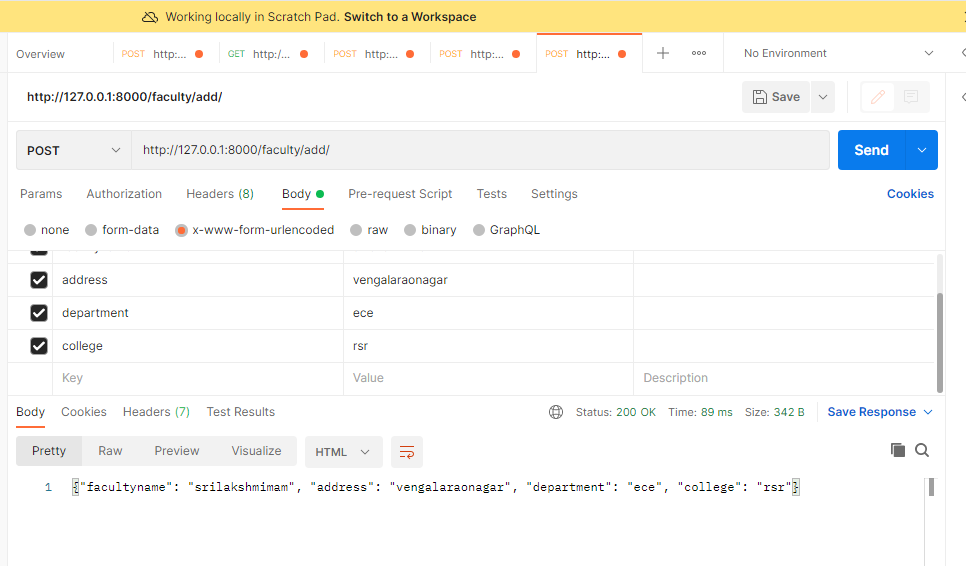 Working locally in Scratch Pad. Switch to a Workspace
Overview POST http:... GET http:/... POST http:... POST http:... POST http:... No Environment
http://127.0.0.1:8000/faculty/add/ Save
POST http://127.0.0.1:8000/faculty/add/ Send
Params Authorization Headers (8) Body Pre-request Script Tests Settings Cookies
none form-data x-www-form-urlencoded raw binary GraphQL
address vengalaraonagar
department ece
college rsr
Key Value Description
Body Cookies Headers (7) Test Results Status: 200 OK Time: 89 ms Size: 342 B Save Response
Pretty Raw Preview Visualize HTML
1 {"facultyname": "srilakshmimam", "address": "vengalaraonagar", "department": "ece", "college": "rsr"}